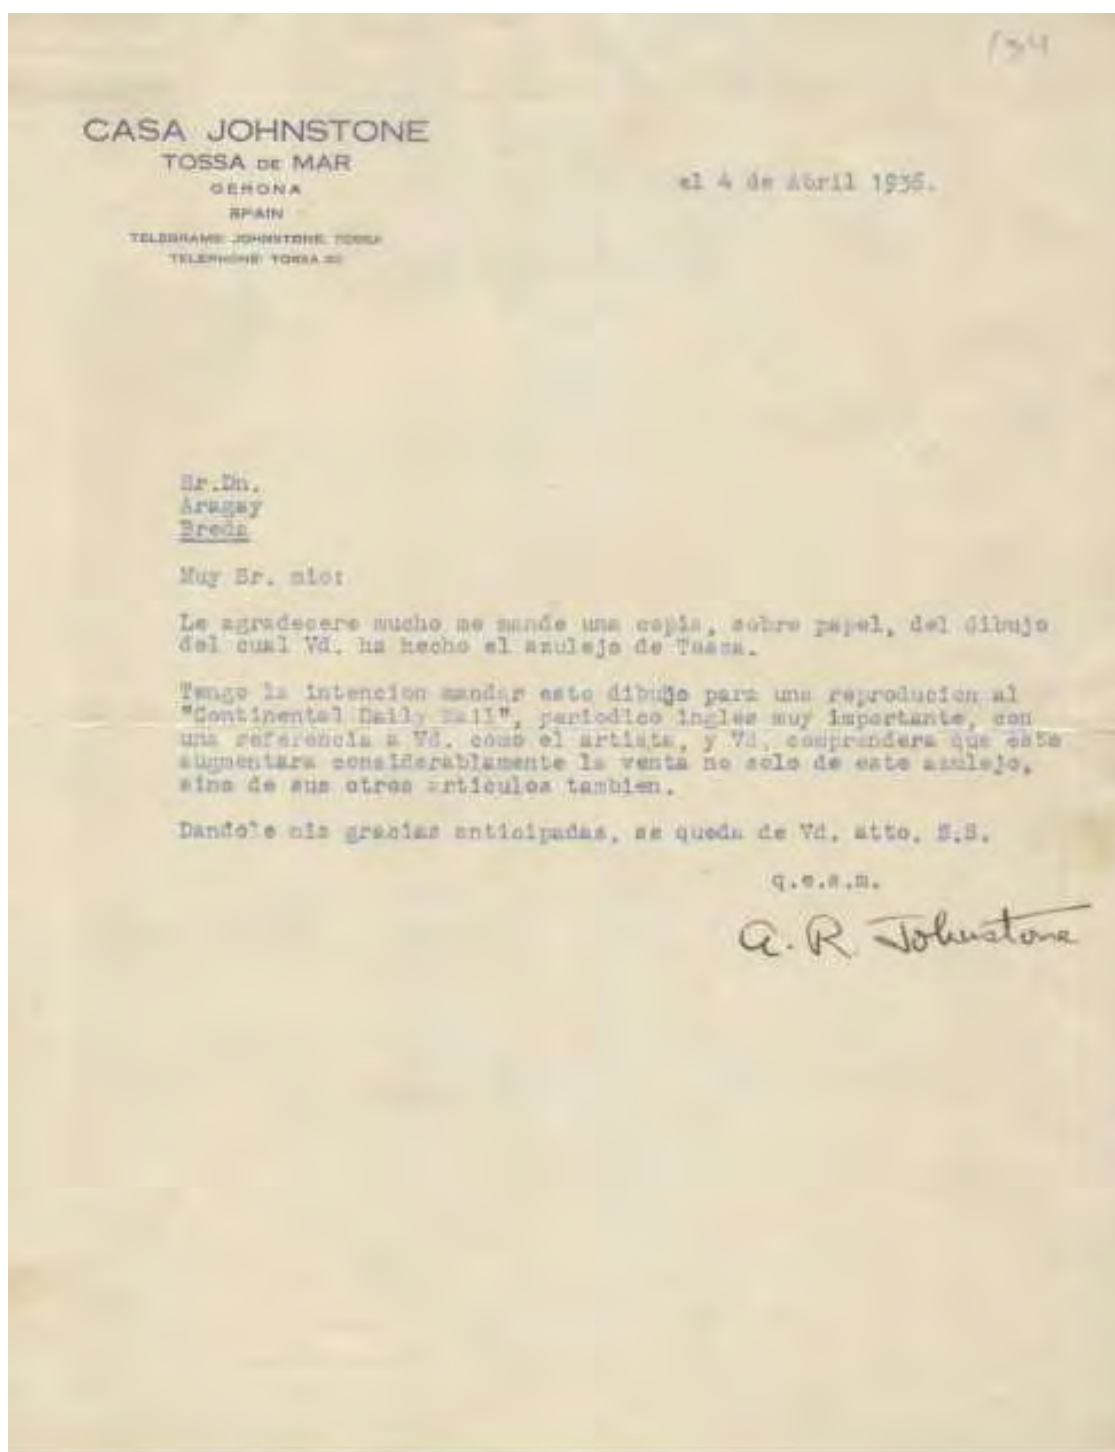 134
CASA JOHNSTONE
TOSSA DE MAR
GERONA
SPAIN
TELEGRAMS: JOHNSTONE, TOSSA
TELEPHONE: TOSSA
el 4 de Abril 1936.
Sr.Dn.
Aragay
Breda
Muy Sr. mio:
Le agradecere mucho me mande una copia, sobre papel, del dibujo
del cual Vd. ha hecho el azulejo de Tossa.
Tengo la intencion mandar este dibujo para una reproducion al
"Continental Daily Mail", periodico ingles muy importante, con
una referencia a Vd. como el artista, y Vd. comprendera que este
augmentara considerablamente la venta no solo de este azulejo,
sino de sus otros articulos tambien.
Dandole mis gracias anticipadas, se queda de Vd. atto. S.S.
q.e.s.m.
A. R. Johnstone